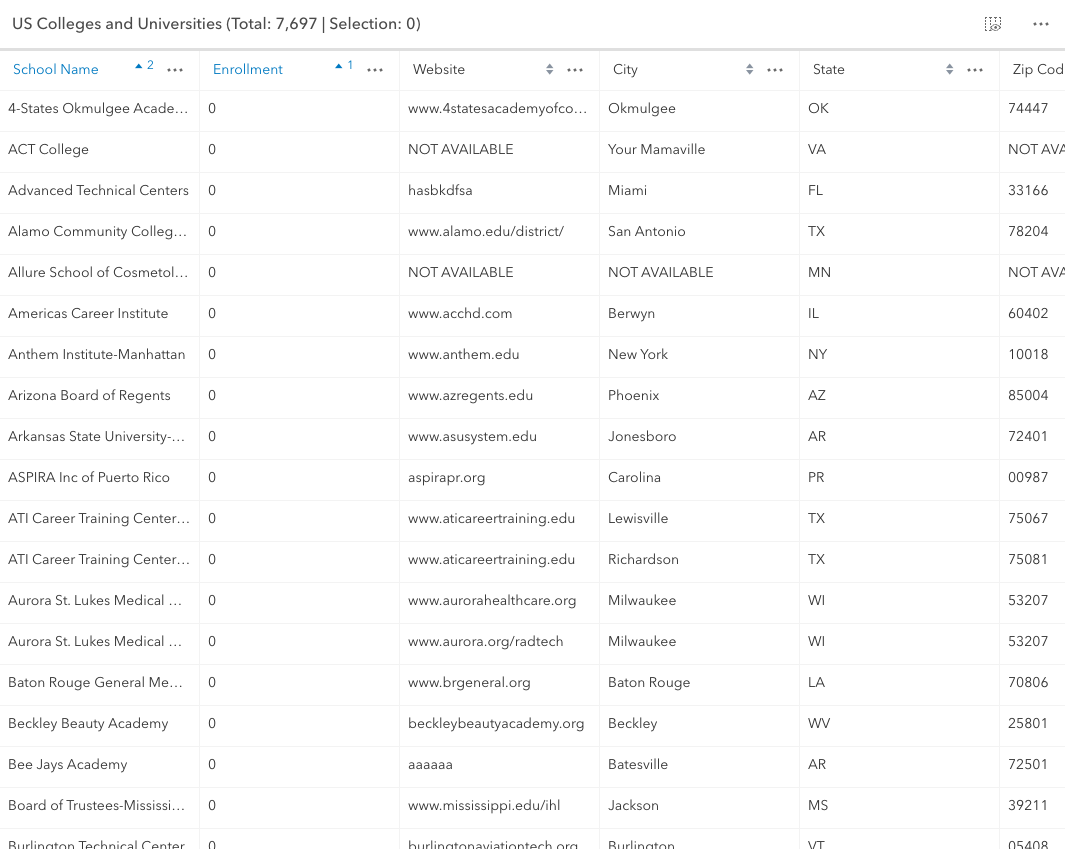 US Colleges and Universities (Total: 7,697 | Selection: 0)
School Name 2 Enrollment 1 Website City State Zip Cod
4-States Okmulgee Acade... 0 www.4statesacademyofco... Okmulgee OK 74447
ACT College 0 NOT AVAILABLE Your Mamaville VA NOT AVA
Advanced Technical Centers 0 hasbkdfsa Miami FL 33166
Alamo Community Colleg... 0 www.alamo.edu/district/ San Antonio TX 78204
Allure School of Cosmetol... 0 NOT AVAILABLE NOT AVAILABLE MN NOT AVA
Americas Career Institute 0 www.acchd.com Berwyn IL 60402
Anthem Institute-Manhattan 0 www.anthem.edu New York NY 10018
Arizona Board of Regents 0 www.azregents.edu Phoenix AZ 85004
Arkansas State University-... 0 www.asusystem.edu Jonesboro AR 72401
ASPIRA Inc of Puerto Rico 0 aspirapr.org Carolina PR 00987
ATI Career Training Center... 0 www.aticareertraining.edu Lewisville TX 75067
ATI Career Training Center... 0 www.aticareertraining.edu Richardson TX 75081
Aurora St. Lukes Medical ... 0 www.aurorahealthcare.org Milwaukee WI 53207
Aurora St. Lukes Medical ... 0 www.aurora.org/radtech Milwaukee WI 53207
Baton Rouge General Me... 0 www.brgeneral.org Baton Rouge LA 70806
Beckley Beauty Academy 0 beckleybeautyacademy.org Beckley WV 25801
Bee Jays Academy 0 aaaaaa Batesville AR 72501
Board of Trustees-Mississi... 0 www.mississippi.edu/ihl Jackson MS 39211
Burlington Technical Center 0 burlingtonaviationtech.org Burlington VT 05408